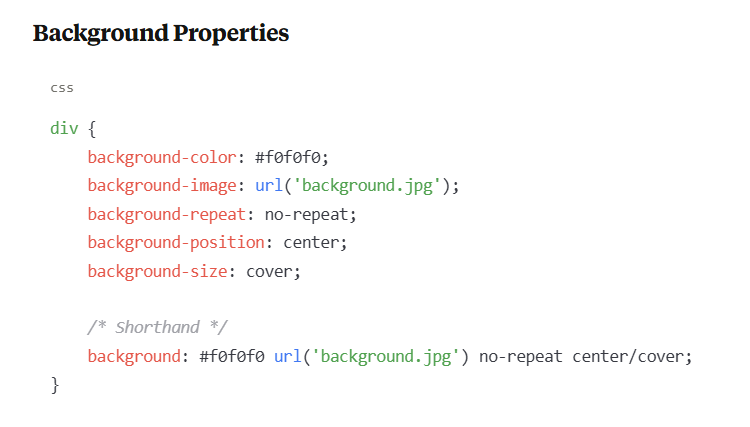 Background Properties
css
div {
    background-color: #f0f0f0;
    background-image: url('background.jpg');
    background-repeat: no-repeat;
    background-position: center;
    background-size: cover;

    /* Shorthand */
    background: #f0f0f0 url('background.jpg') no-repeat center/cover;
}